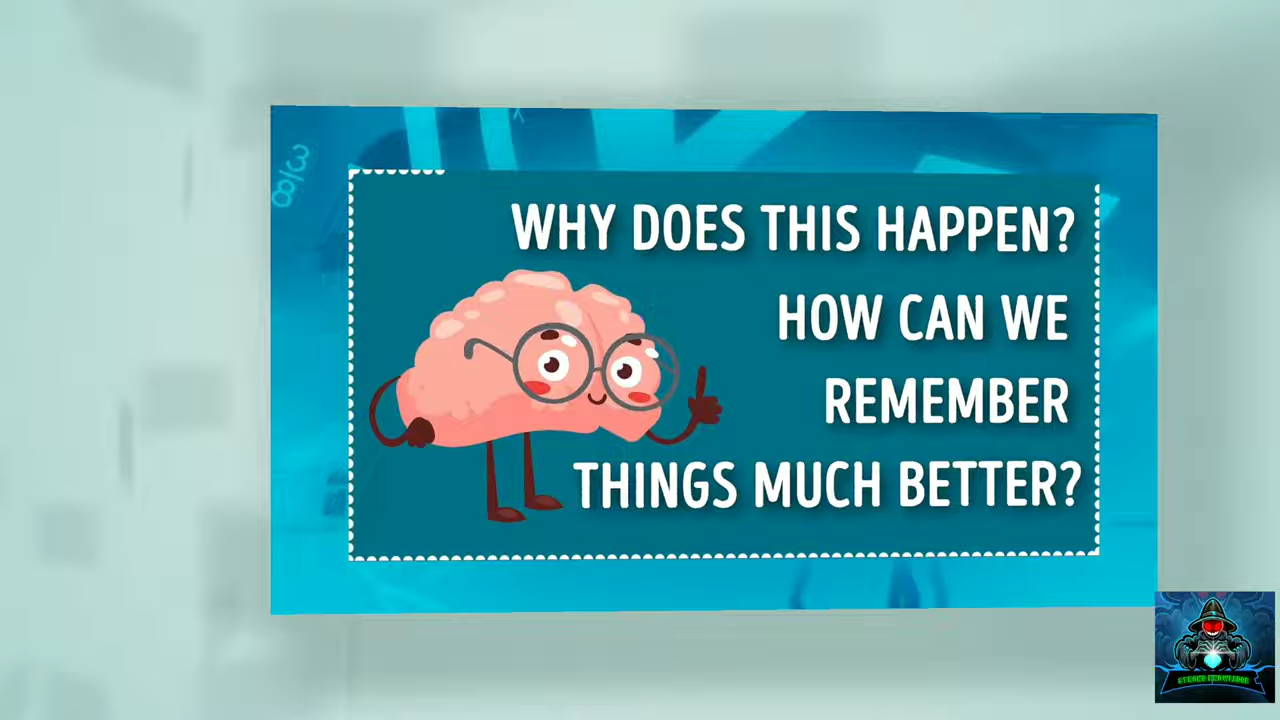 WHY DOES THIS HAPPEN?
HOW CAN WE
REMEMBER
THINGS MUCH BETTER?